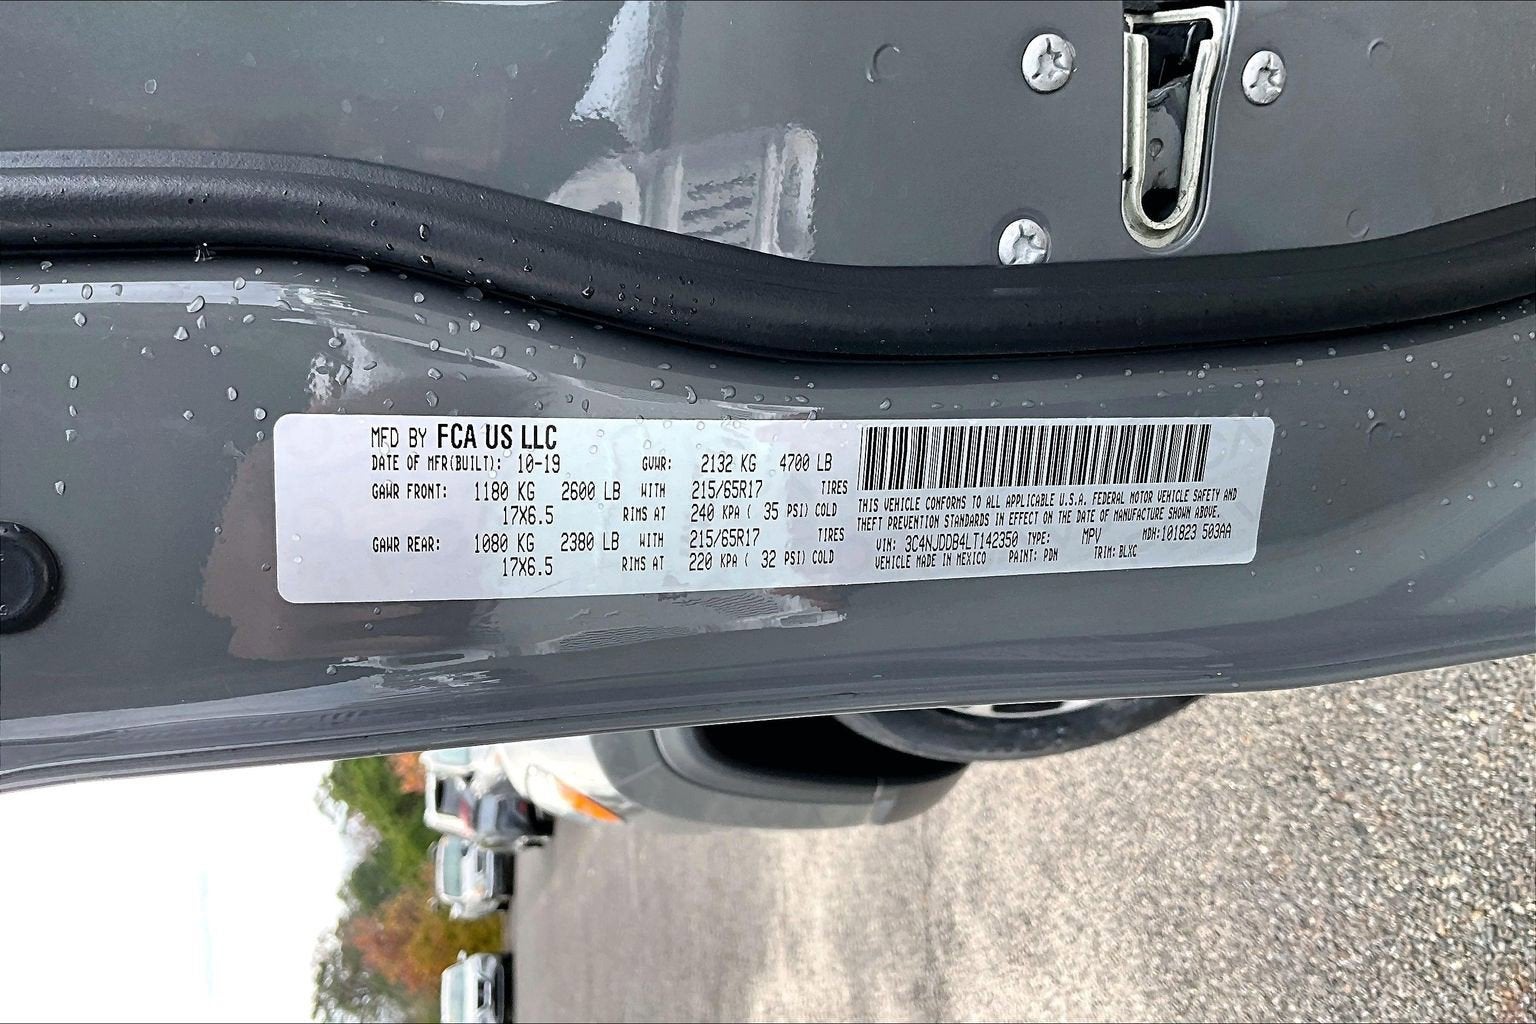 MFD BY FCA US LLC
DATE OF MFR(BUILT): 10-19 GVWR: 2132 KG 4700 LB
GAWR FRONT: 1180 KG 2600 LB WITH 215/65R17 TIRES
17X6.5 RIMS AT 240 KPA ( 35 PSI) COLD
GAWR REAR: 1080 KG 2380 LB WITH 215/65R17 TIRES
17X6.5 RIMS AT 220 KPA ( 32 PSI) COLD
THIS VEHICLE CONFORMS TO ALL APPLICABLE U.S.A. FEDERAL MOTOR VEHICLE SAFETY AND
THEFT PREVENTION STANDARDS IN EFFECT ON THE DATE OF MANUFACTURE SHOWN ABOVE.
VIN: 3C4NJDDB4LT142350 TYPE: MPV MDH:101823 503AA
VEHICLE MADE IN MEXICO PAINT: PDN TRIM: BLXC